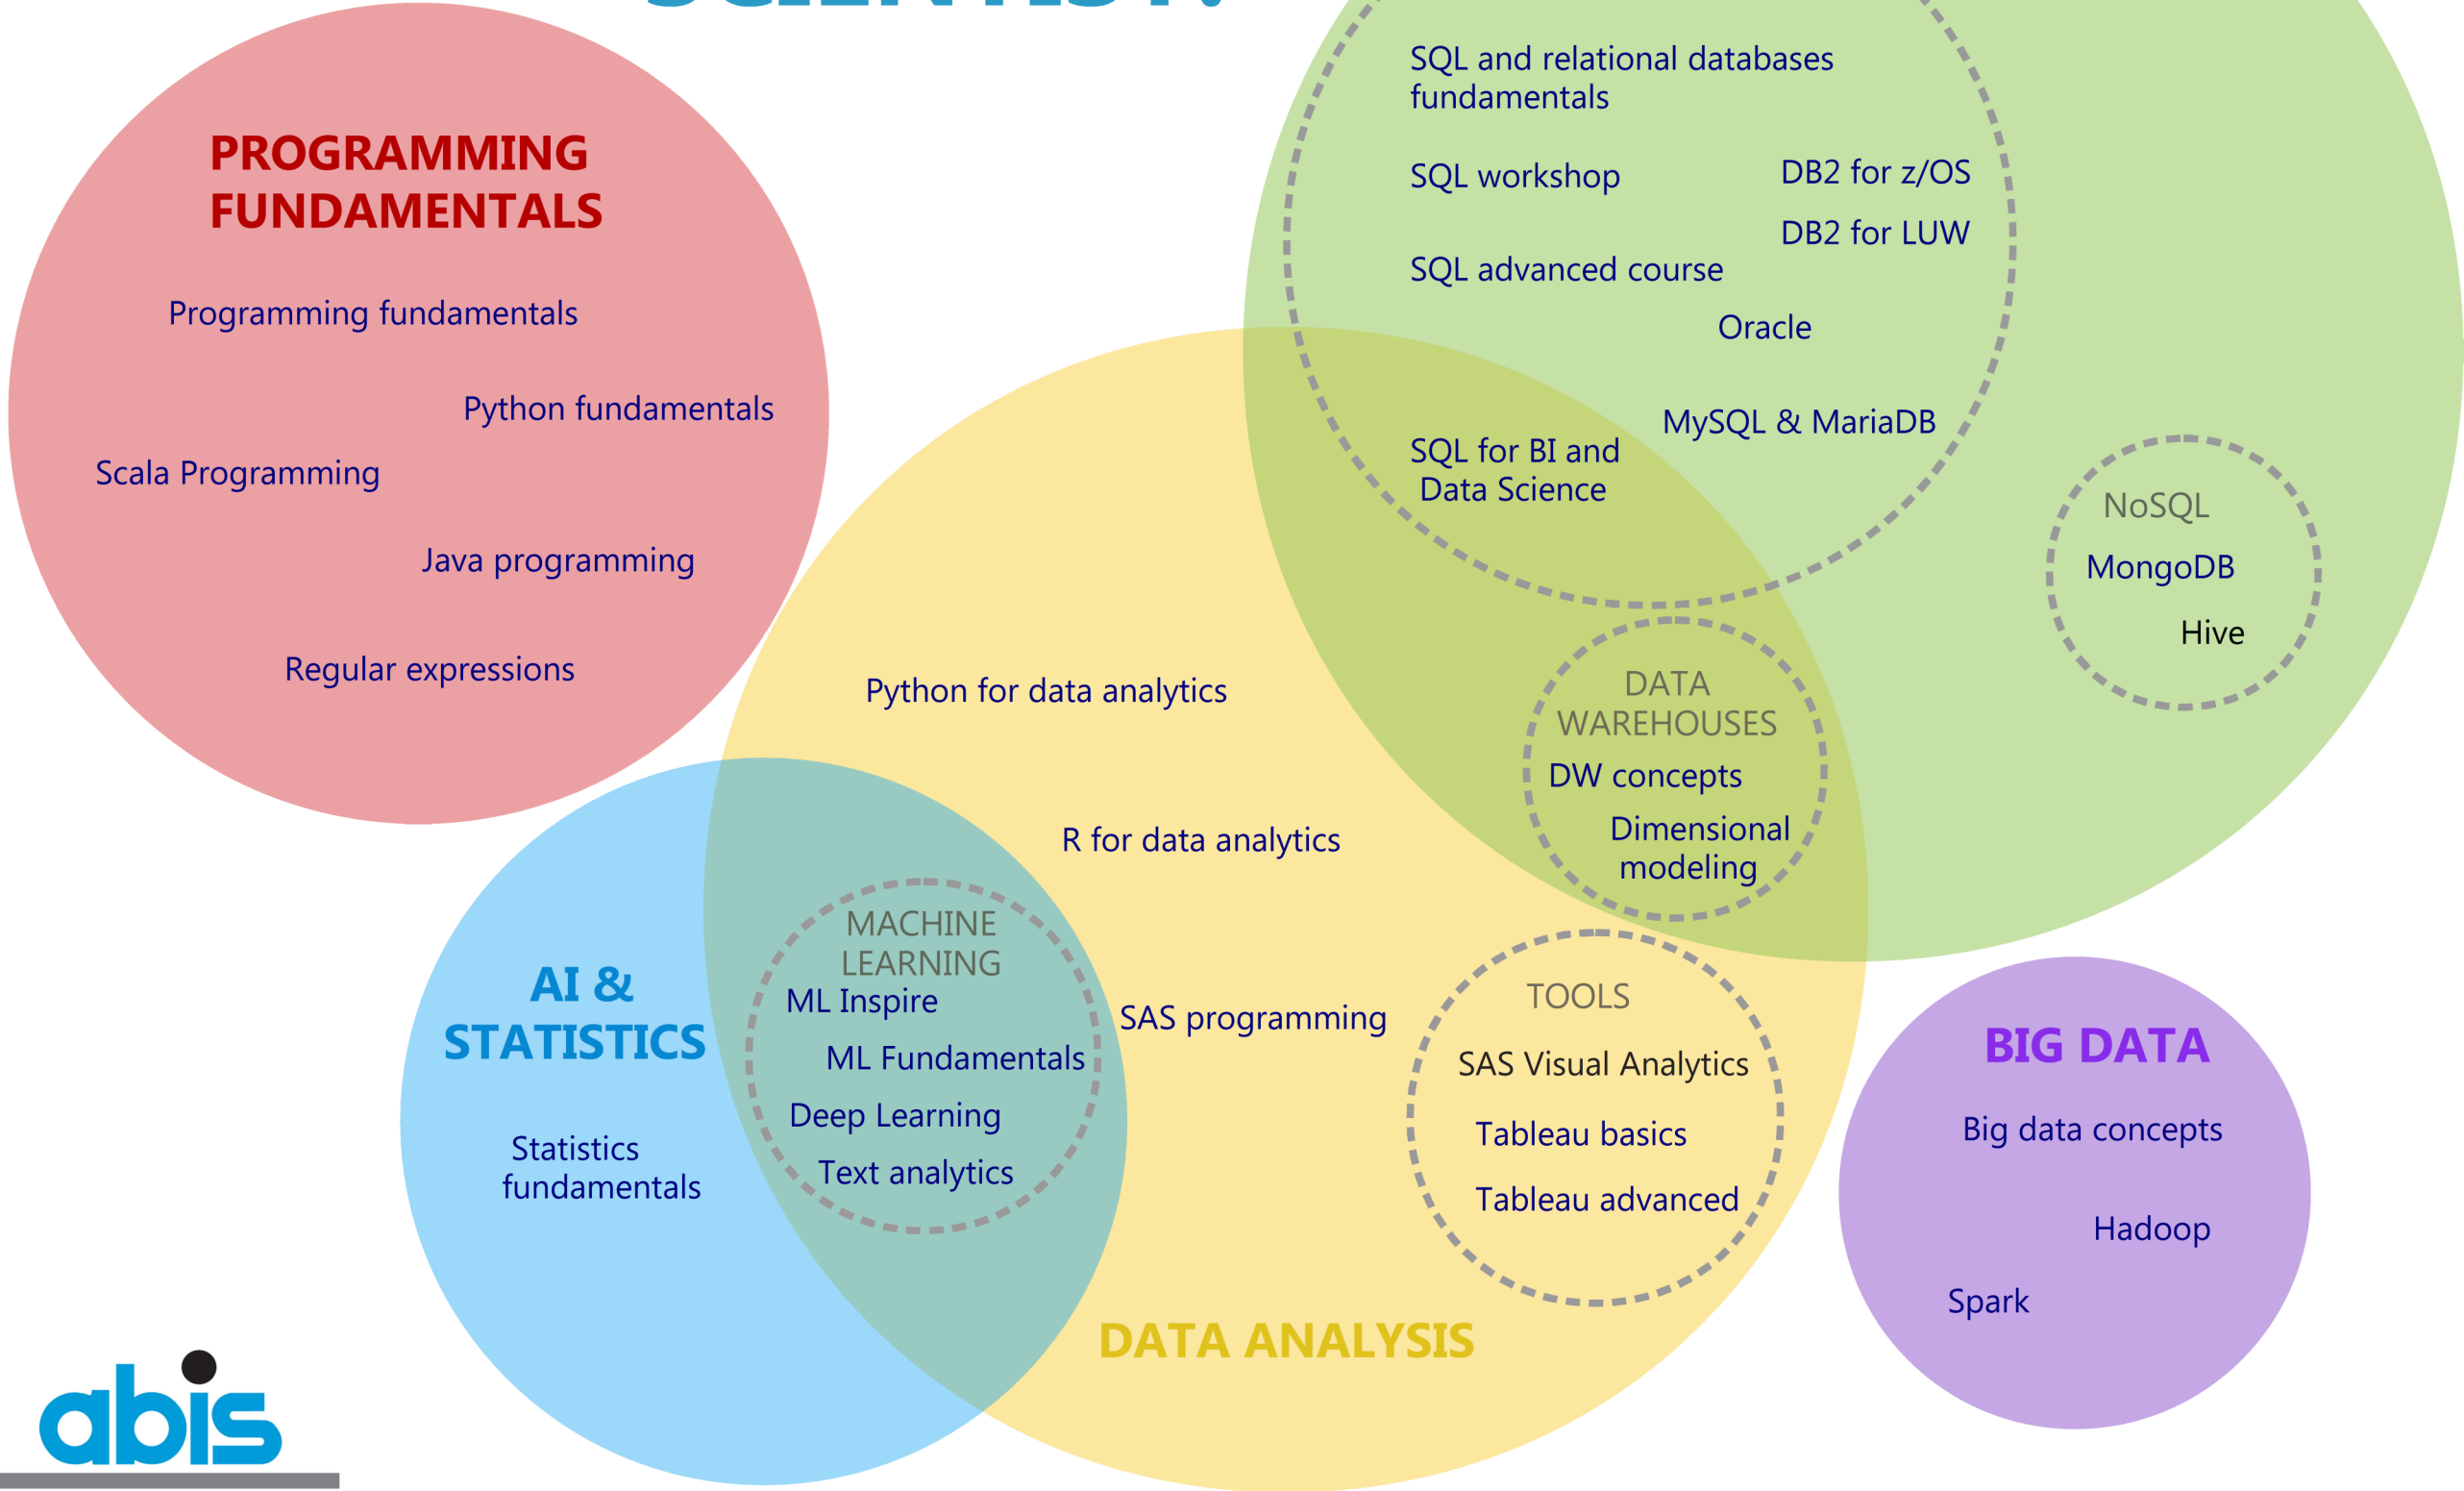 PROGRAMMING
FUNDAMENTALS
Programming fundamentals
Python fundamentals
Scala Programming
Java programming
Regular expressions
SQL and relational databases
fundamentals
SQL workshop
DB2 for z/OS
DB2 for LUW
SQL advanced course
Oracle
MySQL & MariaDB
SQL for BI and
Data Science
NoSQL
MongoDB
Hive
DATA
WAREHOUSES
DW concepts
Dimensional
modeling
Python for data analytics
R for data analytics
SAS programming
MACHINE
LEARNING
ML Inspire
ML Fundamentals
Deep Learning
Text analytics
AI &
STATISTICS
Statistics
fundamentals
TOOLS
SAS Visual Analytics
Tableau basics
Tableau advanced
DATA ANALYSIS
BIG DATA
Big data concepts
Hadoop
Spark
abis